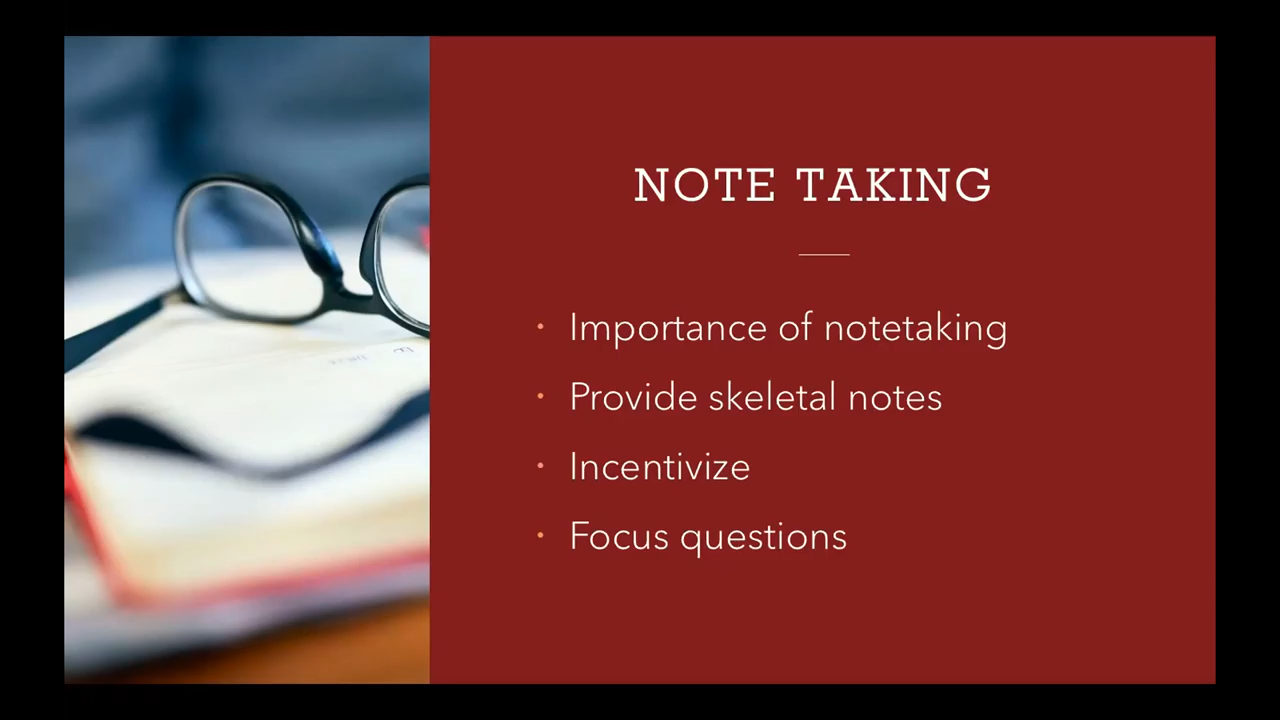 NOTE TAKING
· Importance of notetaking
· Provide skeletal notes
· Incentivize
· Focus questions